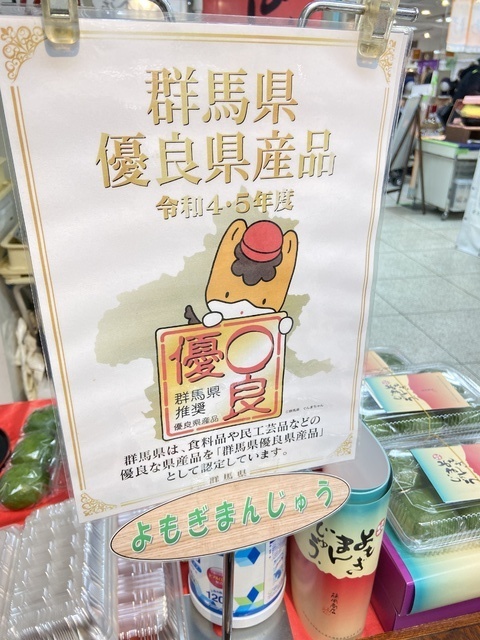 群馬県
優良県産品
令和4・5年度
優良
群馬県
推奨
優良県産品
群馬県は、食料品や民工芸品などの
優良な県産品を「群馬県優良県産品」
として認定しています。
群馬県
よもぎまんじゅう
よもぎ
まんじ
ゅう
120